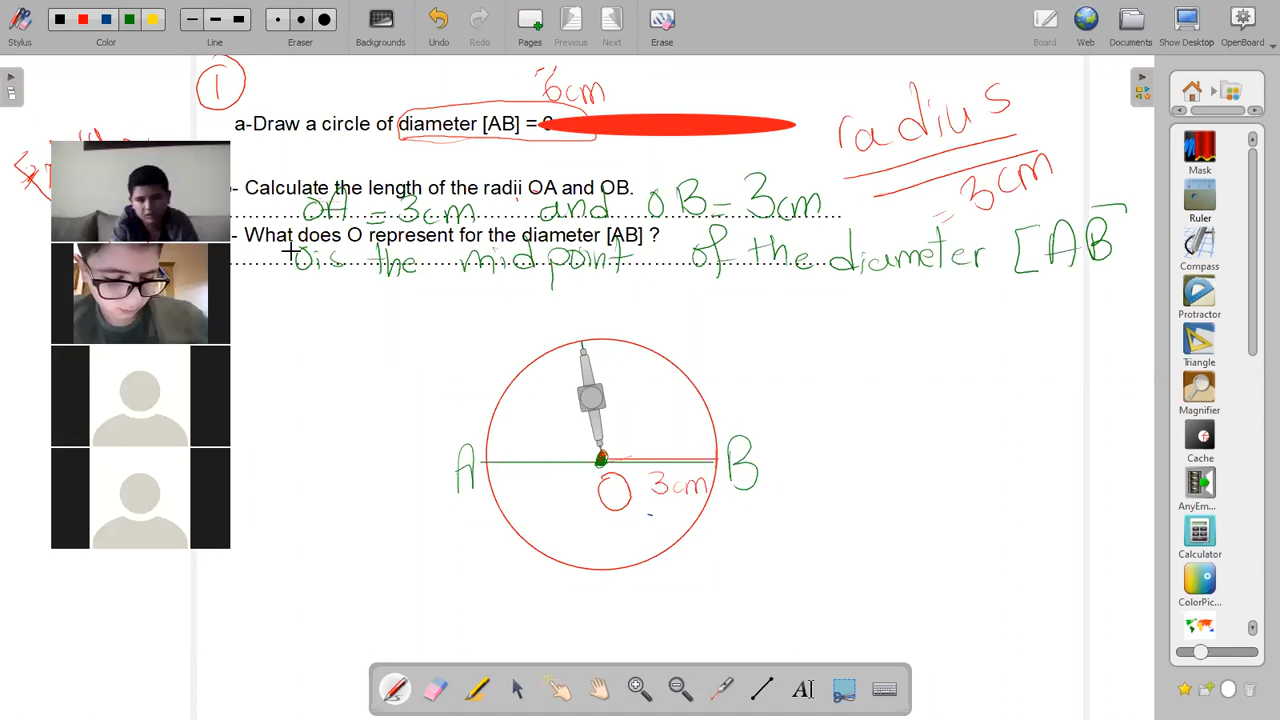 Stylus Color Line Eraser Backgrounds Undo Redo Pages Previous Next Erase Board Web Documents Show Desktop OpenBoard
1
6cm
a-Draw a circle of diameter [AB] =
radius
= 3cm
- Calculate the length of the radii OA and OB.
OA = 3cm and OB = 3cm
- What does O represent for the diameter [AB] ?
O is the midpoint of the diameter [AB
A
B
O
3cm
Mask
Ruler
Compass
Protractor
Triangle
Magnifier
Cache
AnyEm...
Calculator
ColorPic...